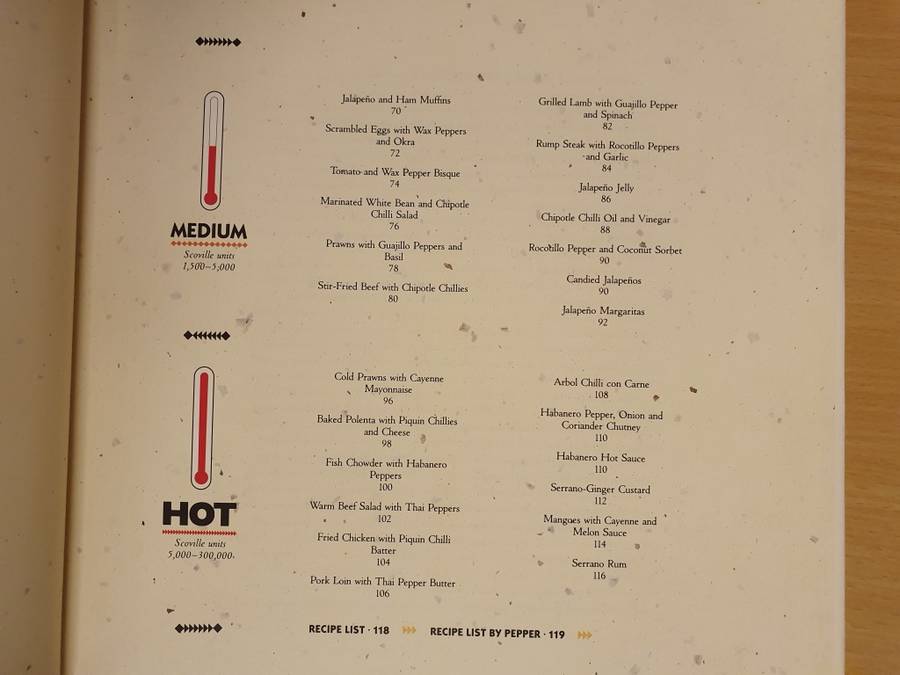 MEDIUM
Scoville units
1,500–5,000
Jalapeño and Ham Muffins
70
Scrambled Eggs with Wax Peppers
and Okra
72
Tomato and Wax Pepper Bisque
74
Marinated White Bean and Chipotle
Chilli Salad
76
Prawns with Guajillo Peppers and
Basil
78
Stir-Fried Beef with Chipotle Chillies
80
Grilled Lamb with Guajillo Pepper
and Spinach
82
Rump Steak with Rocotillo Peppers
and Garlic
84
Jalapeño Jelly
86
Chipotle Chilli Oil and Vinegar
88
Rocotillo Pepper and Coconut Sorbet
90
Candied Jalapeños
90
Jalapeño Margaritas
92
HOT
Scoville units
5,000–300,000
Cold Prawns with Cayenne
Mayonnaise
96
Baked Polenta with Piquin Chillies
and Cheese
98
Fish Chowder with Habanero
Peppers
100
Warm Beef Salad with Thai Peppers
102
Fried Chicken with Piquin Chilli
Batter
104
Pork Loin with Thai Pepper Butter
106
Arbol Chilli con Carne
108
Habanero Pepper, Onion and
Coriander Chutney
110
Habanero Hot Sauce
110
Serrano-Ginger Custard
112
Mangoes with Cayenne and
Melon Sauce
114
Serrano Rum
116
RECIPE LIST · 118 RECIPE LIST BY PEPPER · 119